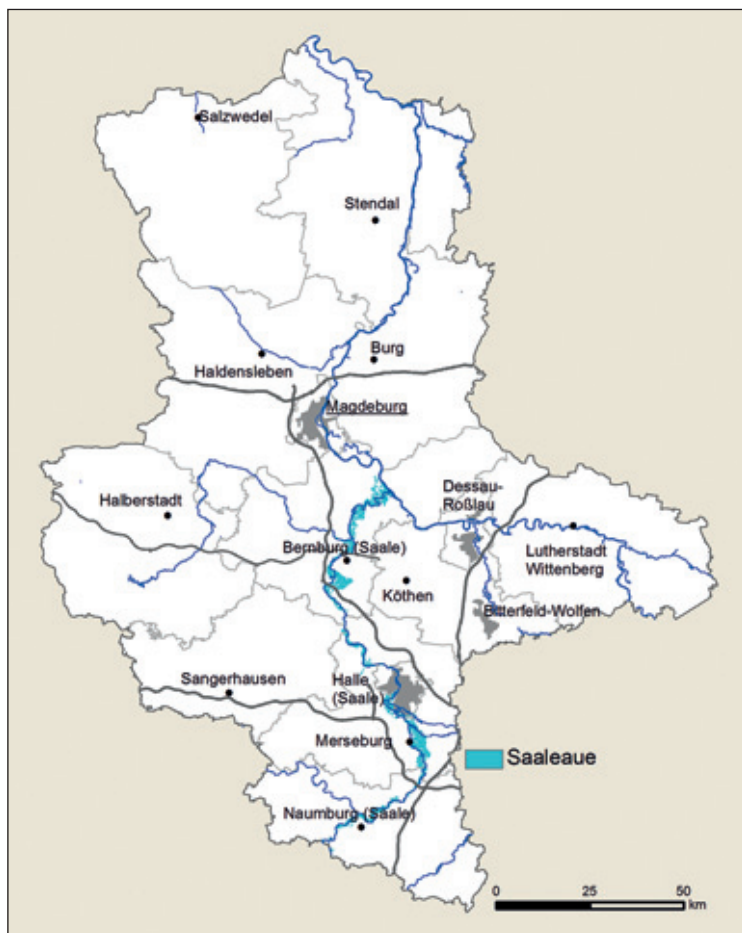 Salzwedel
Stendal
Haldensleben
Burg
Magdeburg
Halberstadt
Dessau-
Roßlau
Bernburg (Saale)
Lutherstadt
Wittenberg
Köthen
Bitterfeld-Wolfen
Sangerhausen
Halle
(Saale)
Merseburg
Saaleaue
Naumburg (Saale)
0 25 50
km